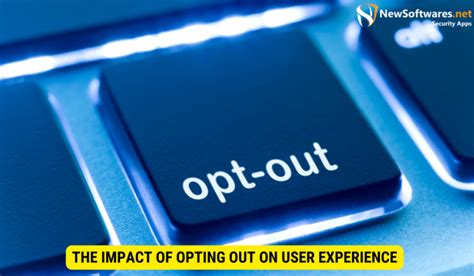 NewSoftwares.net
Security Apps
opt-out
THE IMPACT OF OPTING OUT ON USER EXPERIENCE